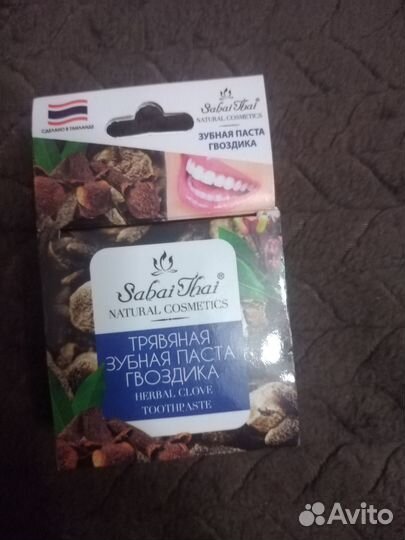 Sabai Thai®
NATURAL COSMETICS
СДЕЛАНО В ТАИЛАНДЕ
ЗУБНАЯ ПАСТА
ГВОЗДИКА
Sabai Thai®
NATURAL COSMETICS
ТРЯВЯНАЯ
ЗУБНАЯ ПАСТА
ГВОЗДИКА
HERBAL CLOVE
TOOTHPASTE
Avito